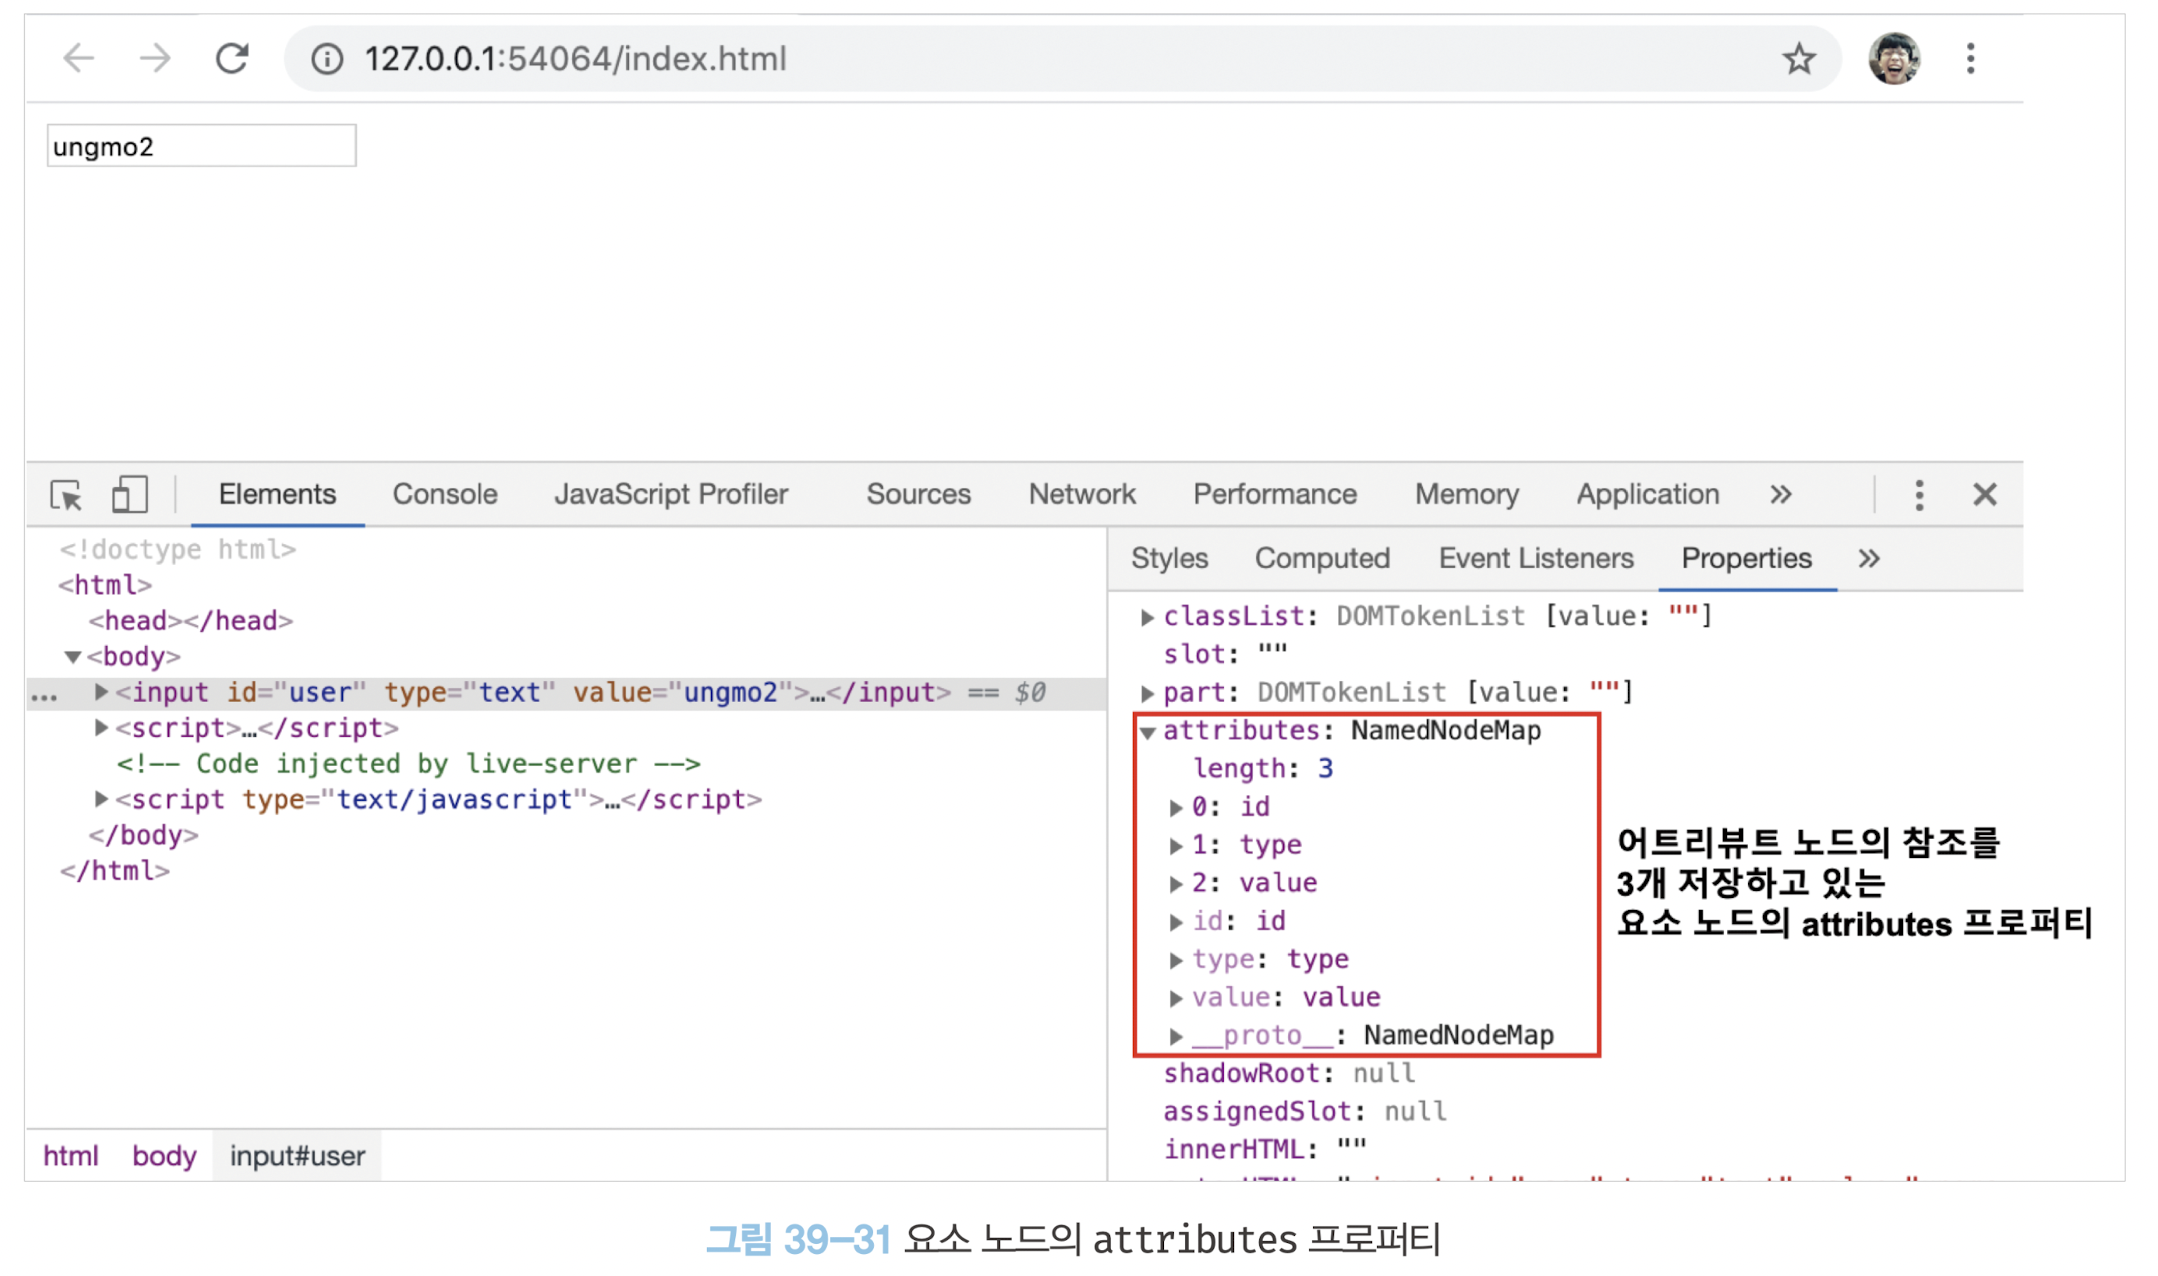 127.0.0.1:54064/index.html
ungmo2
Elements Console JavaScript Profiler Sources Network Performance Memory Application »
<!doctype html>
<html>
<head></head>
▼<body>
… ▶<input id="user" type="text" value="ungmo2">…</input> == $0
▶<script>…</script>
<!-- Code injected by live-server -->
▶<script type="text/javascript">…</script>
</body>
</html>
html body input#user
Styles Computed Event Listeners Properties »
▶classList: DOMTokenList [value: ""]
slot: ""
▶part: DOMTokenList [value: ""]
▼attributes: NamedNodeMap
length: 3
▶0: id
▶1: type
▶2: value
▶id: id
▶type: type
▶value: value
▶__proto__: NamedNodeMap
shadowRoot: null
assignedSlot: null
innerHTML: ""
어트리뷰트 노드의 참조를
3개 저장하고 있는
요소 노드의 attributes 프로퍼티
그림 39-31 요소 노드의 attributes 프로퍼티